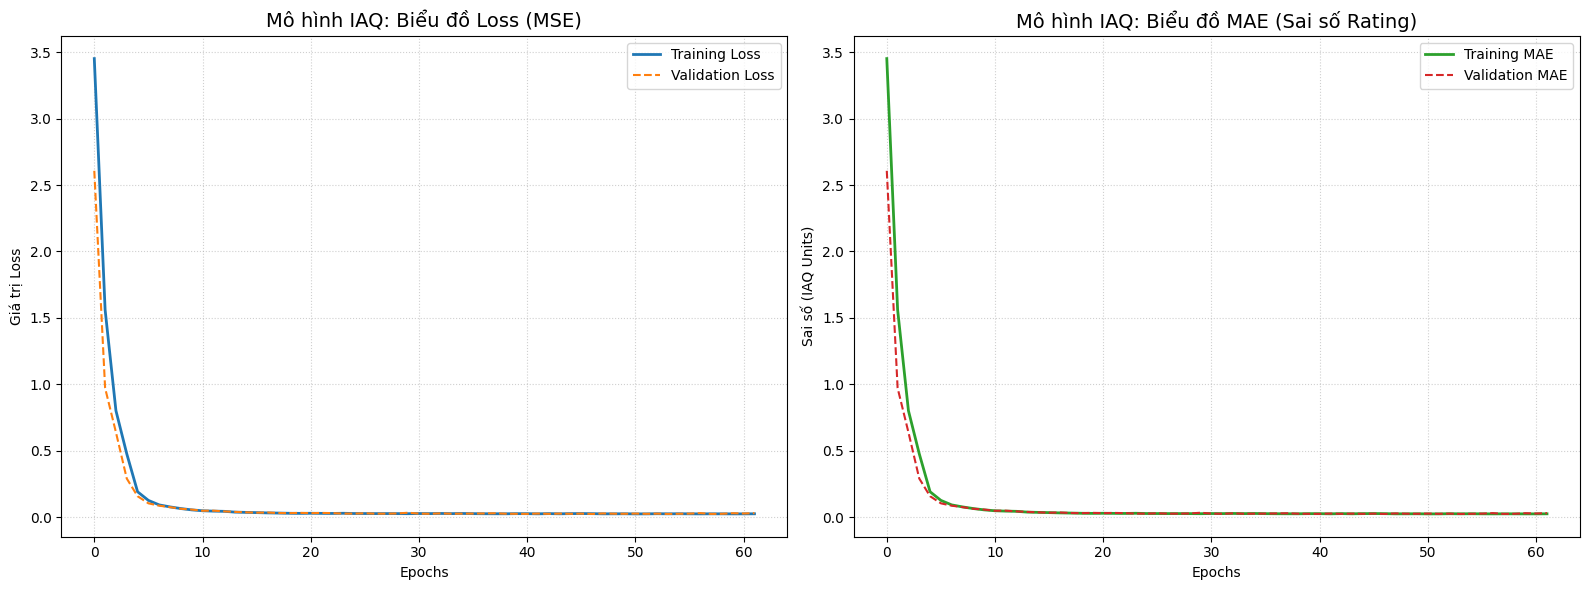 Mô hình IAQ: Biểu đồ Loss (MSE)
Training Loss
Validation Loss
Giá trị Loss
3.5
3.0
2.5
2.0
1.5
1.0
0.5
0.0
0 10 20 30 40 50 60
Epochs
Mô hình IAQ: Biểu đồ MAE (Sai số Rating)
Training MAE
Validation MAE
Sai số (IAQ Units)
3.5
3.0
2.5
2.0
1.5
1.0
0.5
0.0
0 10 20 30 40 50 60
Epochs